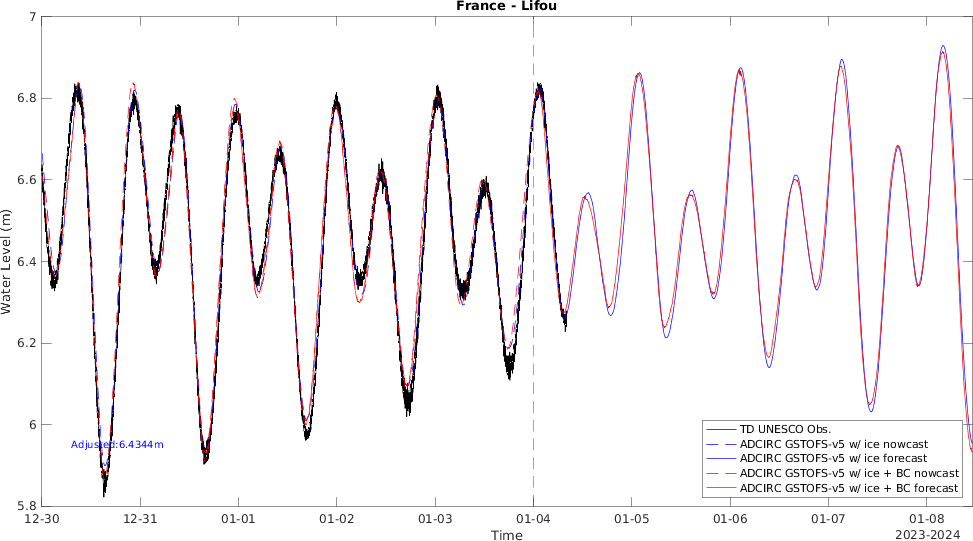 France - Lifou
7
6.8
6.6
6.4
6.2
6
5.8
Water Level (m)
Adjusted:6.4344m
TD UNESCO Obs.
ADCIRC GSTOFS-v5 w/ ice nowcast
ADCIRC GSTOFS-v5 w/ ice forecast
ADCIRC GSTOFS-v5 w/ ice + BC nowcast
ADCIRC GSTOFS-v5 w/ ice + BC forecast
12-30 12-31 01-01 01-02 01-03 01-04 01-05 01-06 01-07 01-08
Time
2023-2024